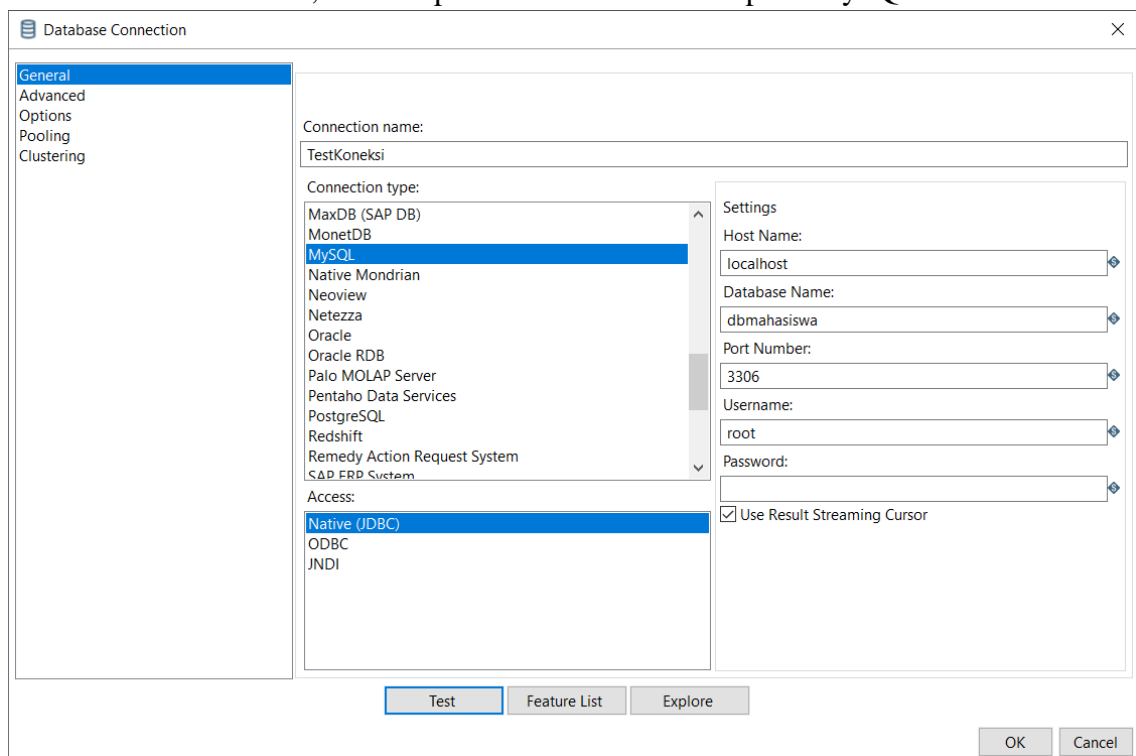 Database Connection
General
Advanced
Options
Pooling
Clustering
Connection name:
TestKoneksi
Connection type:
MaxDB (SAP DB)
MonetDB
MySQL
Native Mondrian
Neoview
Netezza
Oracle
Oracle RDB
Palo MOLAP Server
Pentaho Data Services
PostgreSQL
Redshift
Remedy Action Request System
SAP ERP System
Access:
Native (JDBC)
ODBC
JNDI
Settings
Host Name:
localhost
Database Name:
dbmahasiswa
Port Number:
3306
Username:
root
Password:
Use Result Streaming Cursor
Test
Feature List
Explore
OK
Cancel